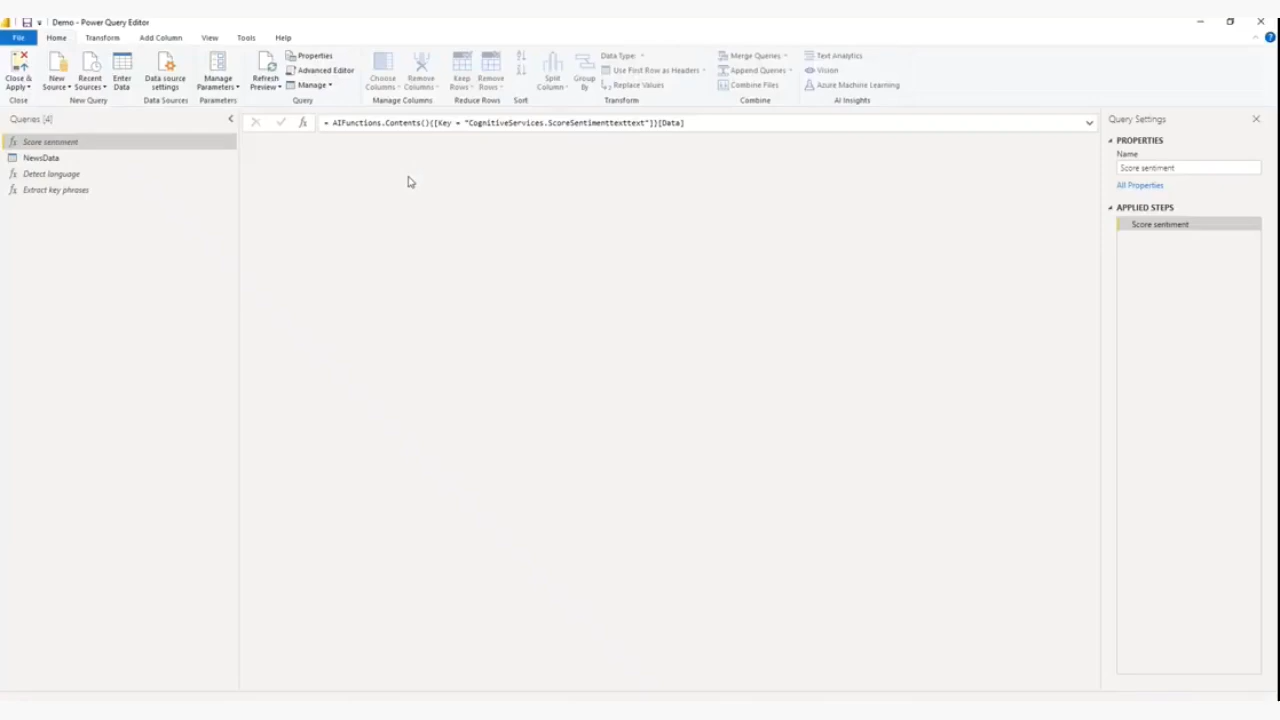 Demo - Power Query Editor
File Home Transform Add Column View Tools Help
Close & Apply
Close
New Source
Recent Sources
Enter Data
New Query
Data source settings
Data Sources
Manage Parameters
Parameters
Refresh Preview
Properties
Advanced Editor
Manage
Query
Choose Columns
Remove Columns
Manage Columns
Keep Rows
Remove Rows
Reduce Rows
Sort
Split Column
Group By
Data Type:
Use First Row as Headers
Replace Values
Transform
Merge Queries
Append Queries
Combine Files
Combine
Text Analytics
Vision
Azure Machine Learning
AI Insights
Queries [4]
Score sentiment
NewsData
Detect language
Extract key phrases
= AIFunctions.Contents(){[Key = "CognitiveServices.ScoreSentimenttexttext"]}[Data]
Query Settings
PROPERTIES
Name
Score sentiment
All Properties
APPLIED STEPS
Score sentiment